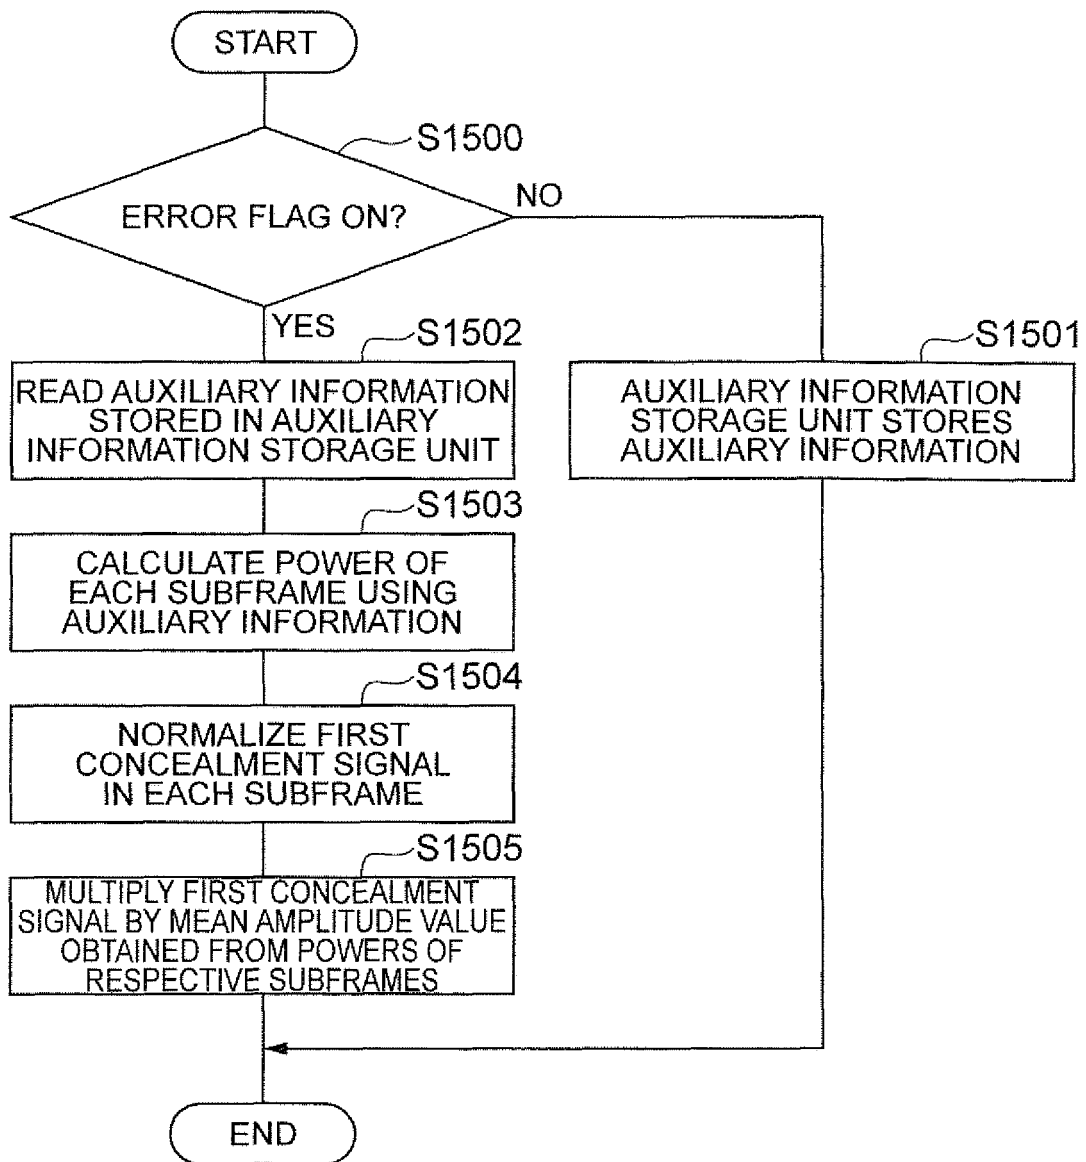 START
S1500
ERROR FLAG ON?
NO
YES
S1502
READ AUXILIARY INFORMATION
STORED IN AUXILIARY
INFORMATION STORAGE UNIT
S1501
AUXILIARY INFORMATION
STORAGE UNIT STORES
AUXILIARY INFORMATION
S1503
CALCULATE POWER OF
EACH SUBFRAME USING
AUXILIARY INFORMATION
S1504
NORMALIZE FIRST
CONCEALMENT SIGNAL
IN EACH SUBFRAME
S1505
MULTIPLY FIRST CONCEALMENT
SIGNAL BY MEAN AMPLITUDE VALUE
OBTAINED FROM POWERS OF
RESPECTIVE SUBFRAMES
END